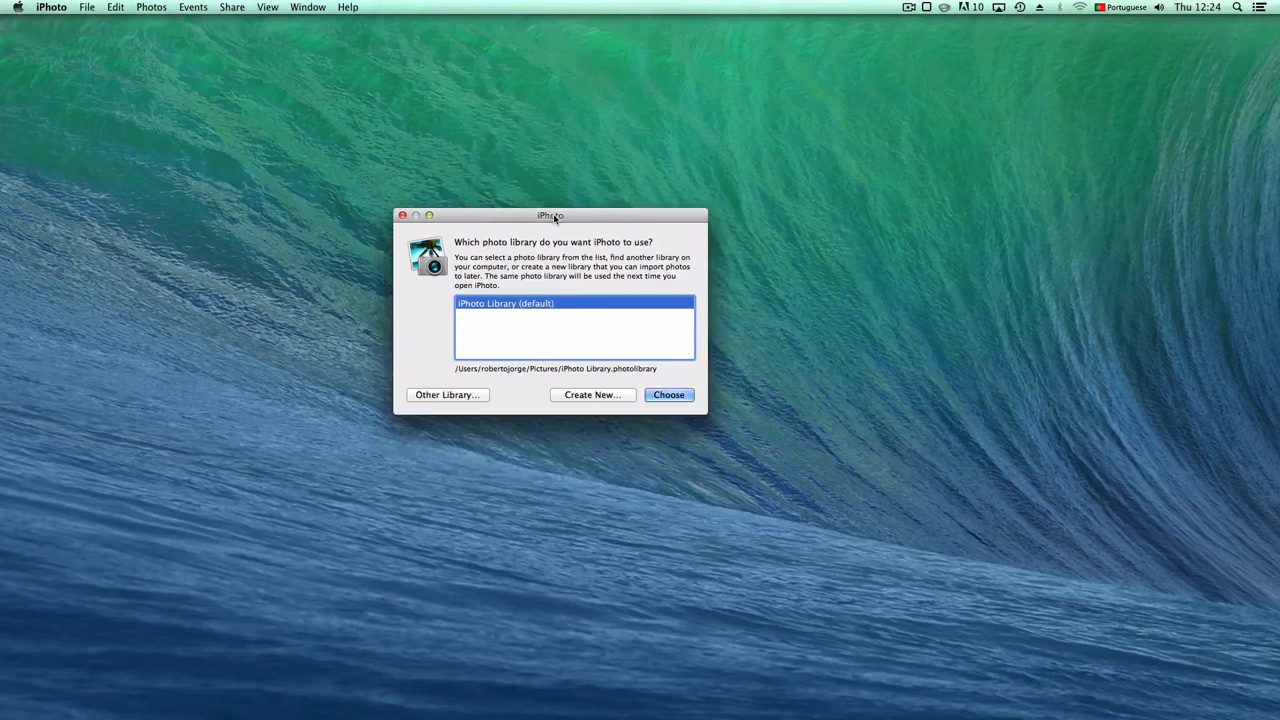 iPhoto File Edit Photos Events Share View Window Help 10 Portuguese Thu 12:24
iPhoto
Which photo library do you want iPhoto to use?
You can select a photo library from the list, find another library on
your computer, or create a new library that you can import photos
to later. The same photo library will be used the next time you
open iPhoto.
iPhoto Library (default)
/Users/robertojorge/Pictures/iPhoto Library.photolibrary
Other Library... Create New... Choose